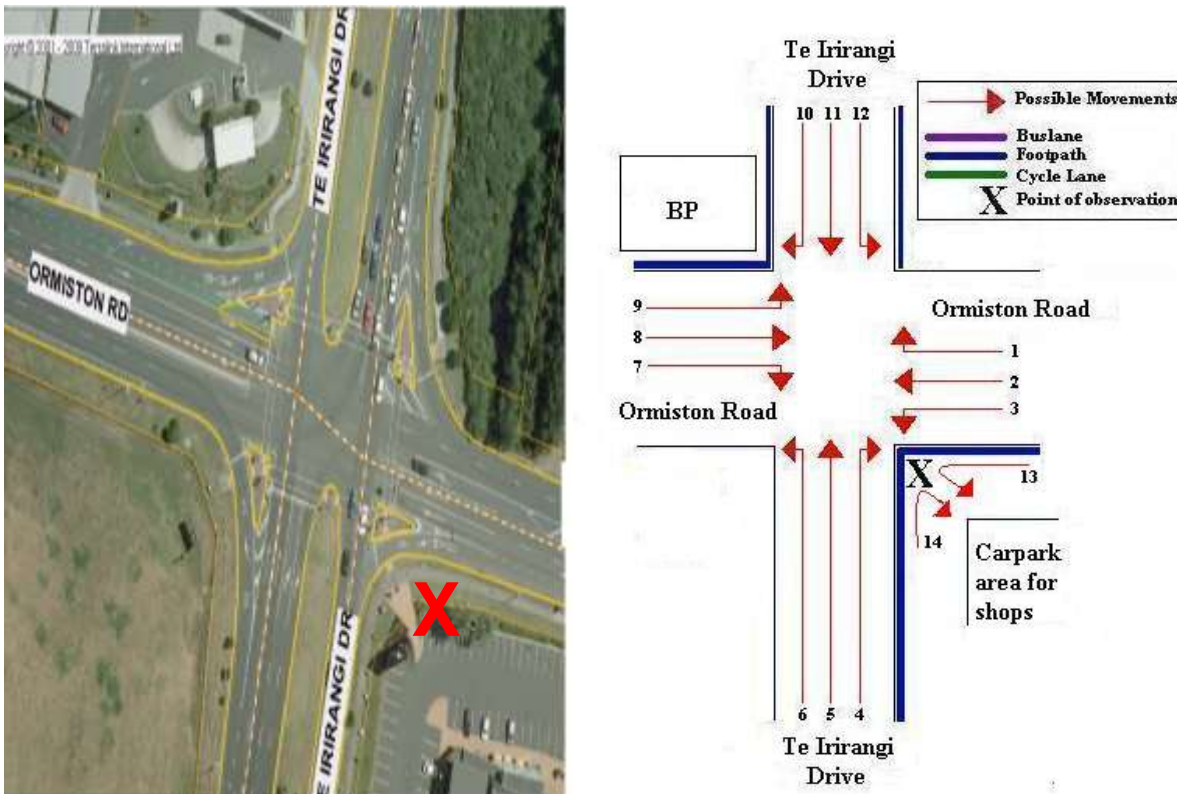 TE IRIRANGI DR
ORMISTON RD
X
TE IRIRANGI DR
Te Irirangi
Drive
10 11 12
BP
9
8
7
Ormiston Road
Ormiston Road
1
2
3
X
13
14
Carpark
area for
shops
6 5 4
Te Irirangi
Drive
Possible Movements
Buslane
Footpath
Cycle Lane
X Point of observation